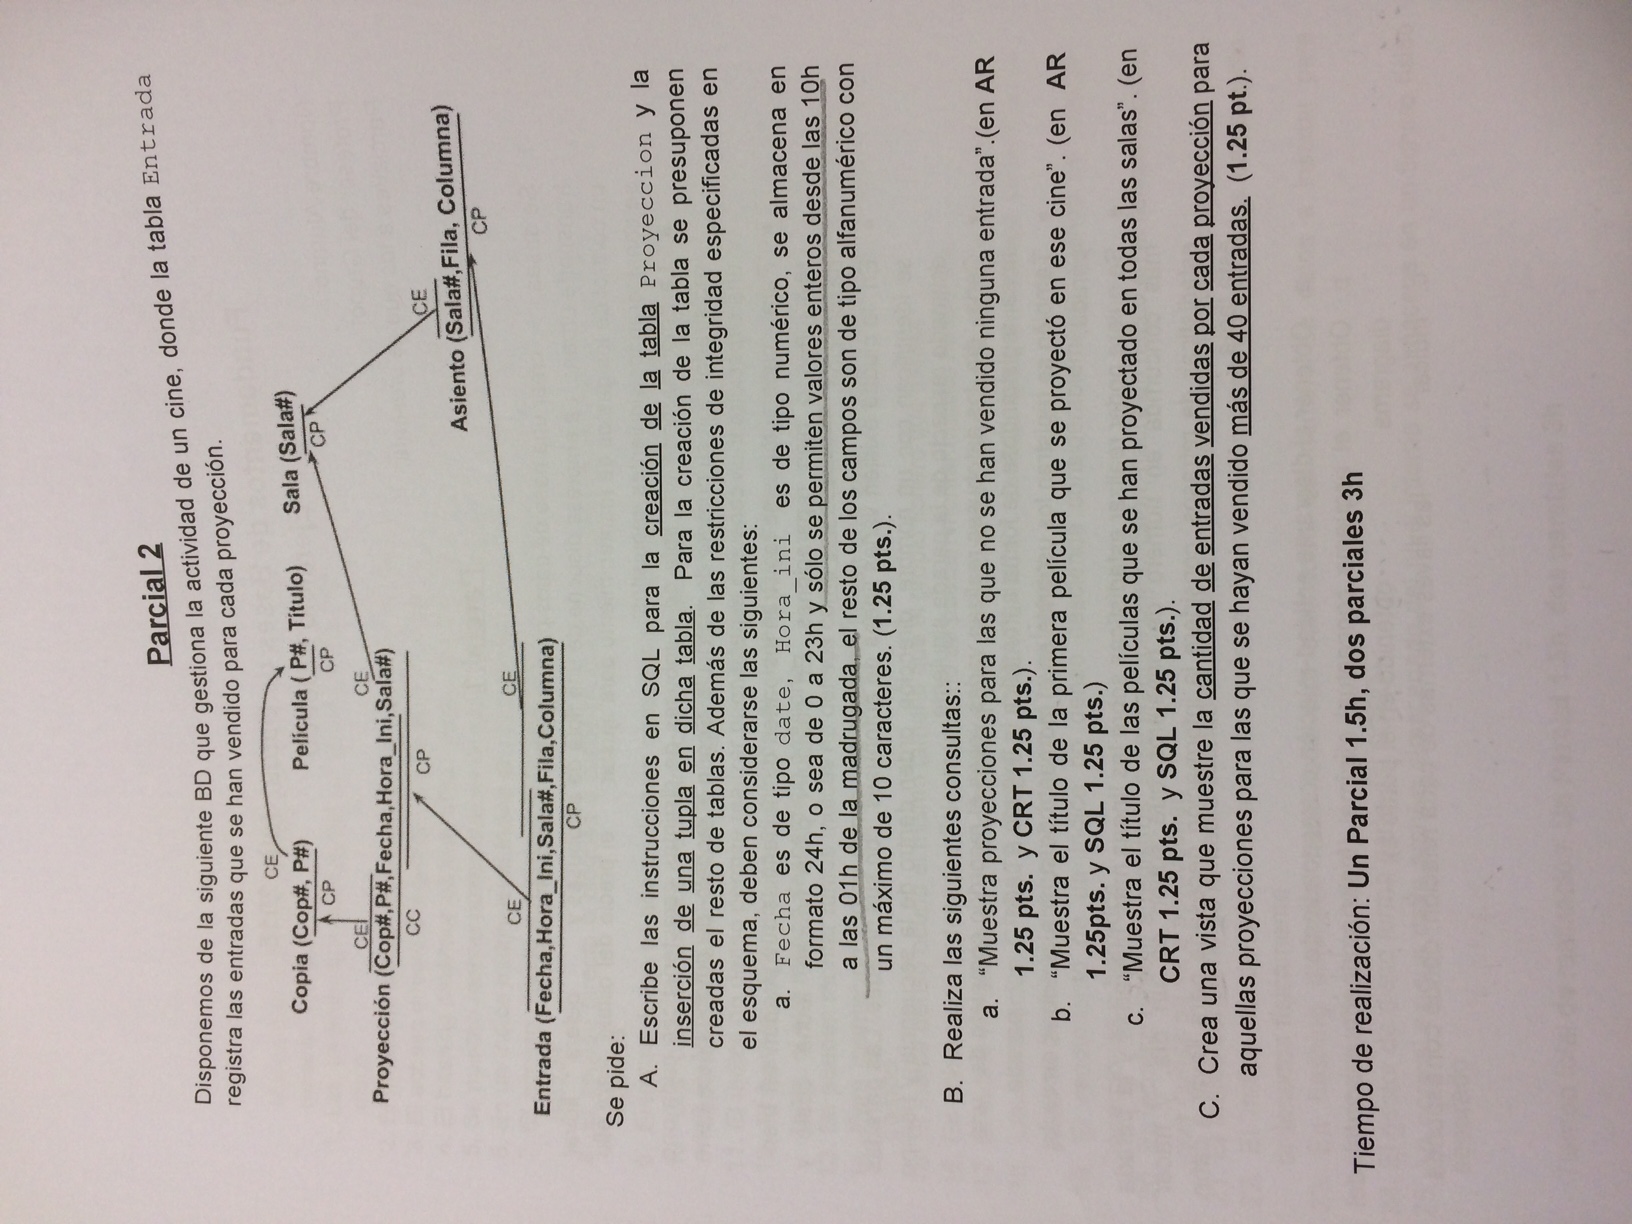 Parcial 2
Disponemos de la siguiente BD que gestiona la actividad de un cine, donde la tabla Entrada
registra las entradas que se han vendido para cada proyección.
CE
Copia (Cop#, P#) Película ( P#, Título) Sala (Sala#)
CP CP CP
CE CE
Proyección (Cop#,P#,Fecha,Hora_Ini,Sala#)
CC CP
CE
Asiento (Sala#,Fila, Columna)
CP
CE CE
Entrada (Fecha,Hora_Ini,Sala#,Fila,Columna)
CP
Se pide:
A. Escribe las instrucciones en SQL para la creación de la tabla Proyeccion y la
inserción de una tupla en dicha tabla. Para la creación de la tabla se presuponen
creadas el resto de tablas. Además de las restricciones de integridad especificadas en
el esquema, deben considerarse las siguientes:
a. Fecha es de tipo date, Hora_ini es de tipo numérico, se almacena en
formato 24h, o sea de 0 a 23h y sólo se permiten valores enteros desde las 10h
a las 01h de la madrugada, el resto de los campos son de tipo alfanumérico con
un máximo de 10 caracteres. (1.25 pts.).
B. Realiza las siguientes consultas::
a. “Muestra proyecciones para las que no se han vendido ninguna entrada”.(en AR
1.25 pts. y CRT 1.25 pts.).
b. “Muestra el título de la primera película que se proyectó en ese cine”. (en AR
1.25pts. y SQL 1.25 pts.)
c. “Muestra el título de las películas que se han proyectado en todas las salas”. (en
CRT 1.25 pts. y SQL 1.25 pts.).
C. Crea una vista que muestre la cantidad de entradas vendidas por cada proyección para
aquellas proyecciones para las que se hayan vendido más de 40 entradas. (1.25 pt.).
Tiempo de realización: Un Parcial 1.5h, dos parciales 3h